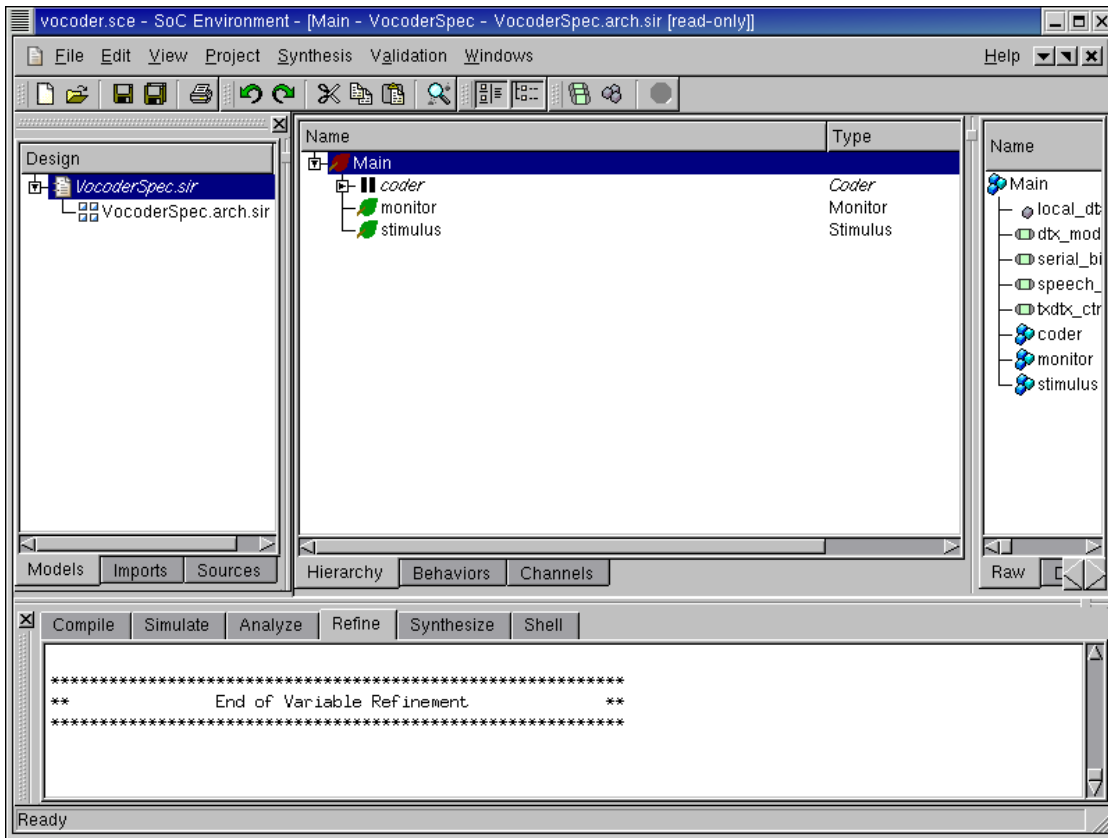 vocoder.sce - SoC Environment - [Main - VocoderSpec - VocoderSpec.arch.sir [read-only]]
File Edit View Project Synthesis Validation Windows Help
Design
VocoderSpec.sir
VocoderSpec.arch.sir
Models Imports Sources
Name Type
Main
coder Coder
monitor Monitor
stimulus Stimulus
Hierarchy Behaviors Channels
Name
Main
local_dt
dtx_mod
serial_bi
speech_
txdtx_ctr
coder
monitor
stimulus
Raw
Compile Simulate Analyze Refine Synthesize Shell
***********************************************************
** End of Variable Refinement **
***********************************************************
Ready